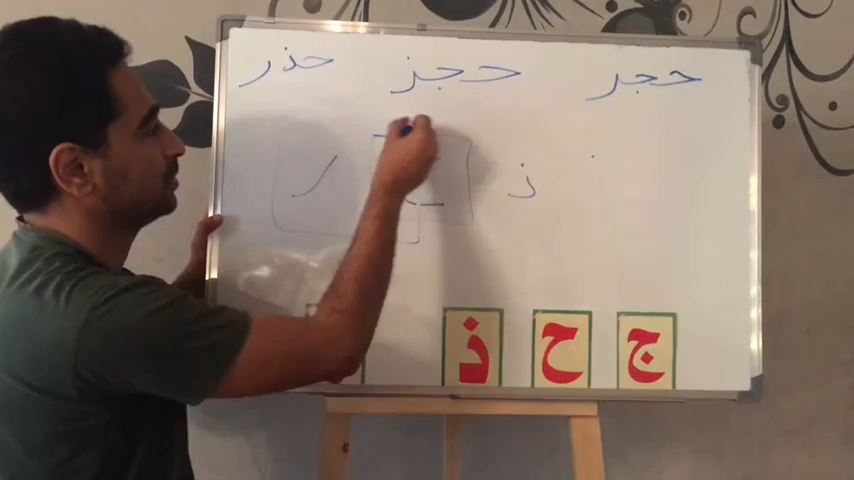 حجر حجز حذر
ذ ر
ج ح ذ